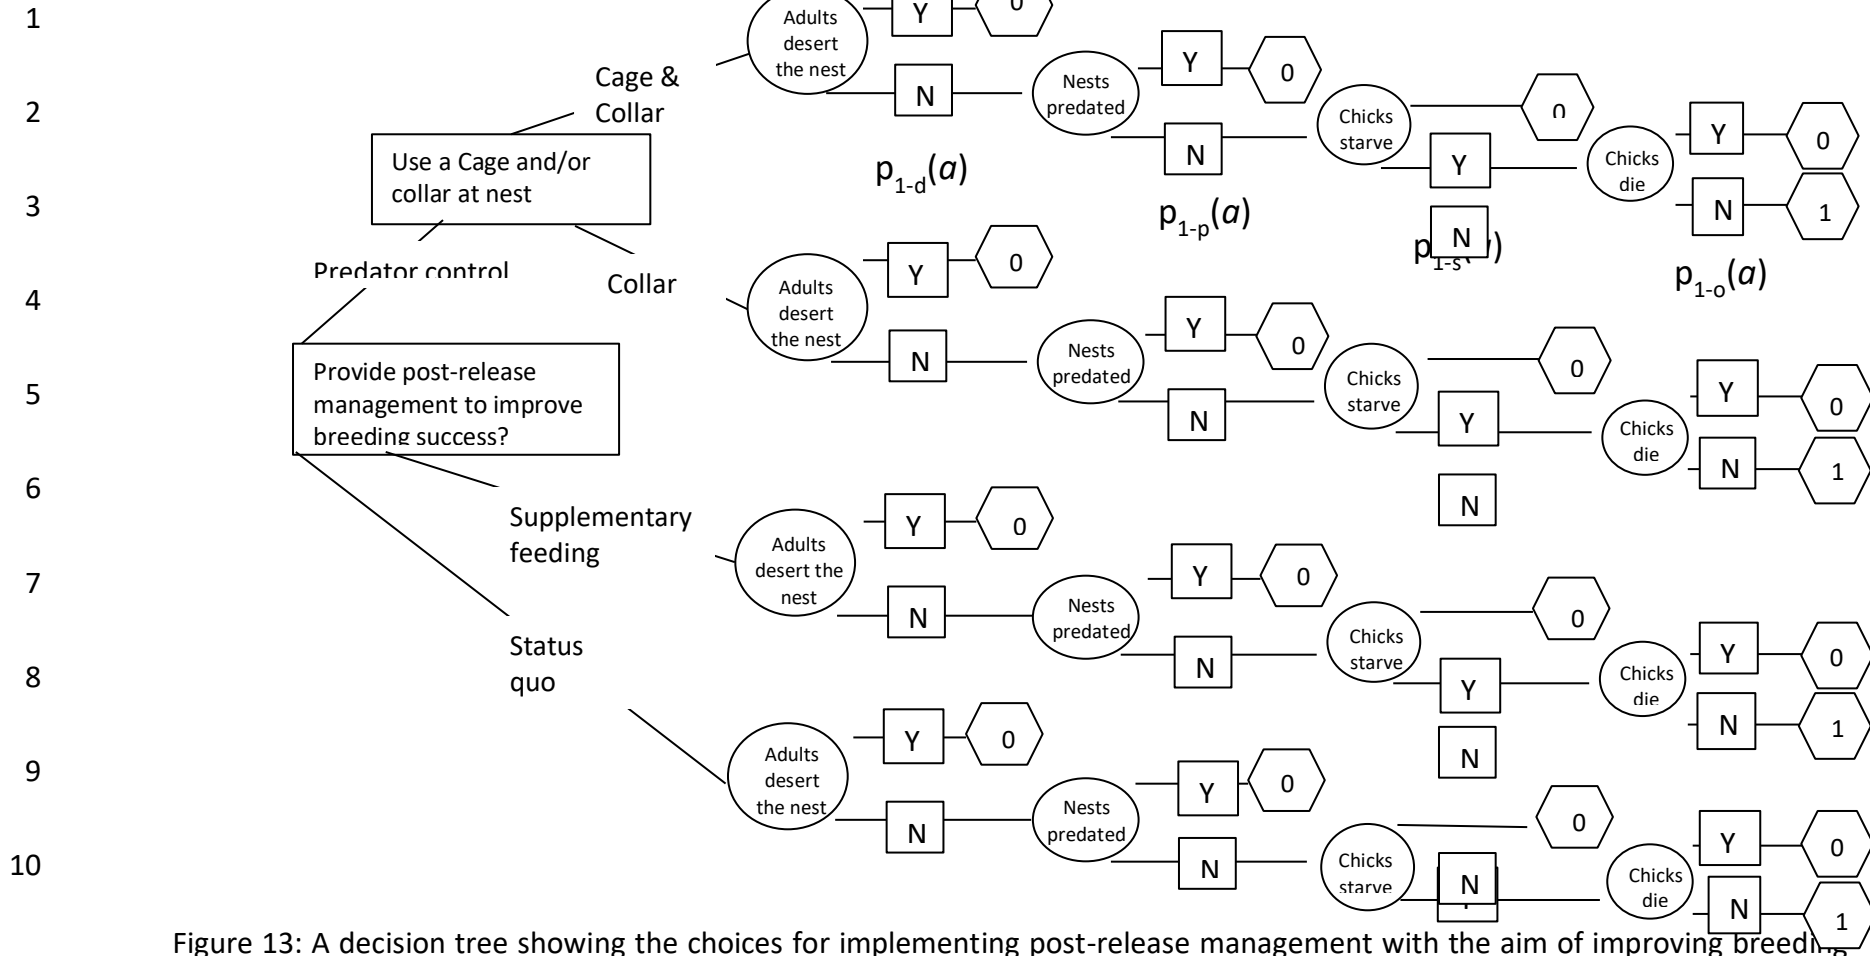 1
Adults
desert
the nest
Y
0
Cage &
Collar
N
Nests
predated
Y
0
2
Chicks
starve
0
Y
0
Use a Cage and/or
collar at nest
p1-d(a)
N
Y
Chicks
die
3
p1-p(a)
N
p1-s
N
1
Predator control
Collar
p1-o(a)
4
Adults
desert
the nest
Y
0
N
Nests
predated
Y
0
Provide post-release
management to improve
breeding success?
5
N
Chicks
starve
0
Y
Chicks
die
Y
0
N
1
6
N
Supplementary
feeding
Adults
desert the
nest
Y
0
7
N
Nests
predated
Y
0
Status
quo
8
N
Chicks
starve
0
Y
Chicks
die
Y
0
N
1
N
9
Adults
desert
the nest
Y
0
N
Nests
predated
Y
0
10
N
Chicks
starve
0
N
Chicks
die
Y
0
N
1
Figure 13: A decision tree showing the choices for implementing post-release management with the aim of improving breeding